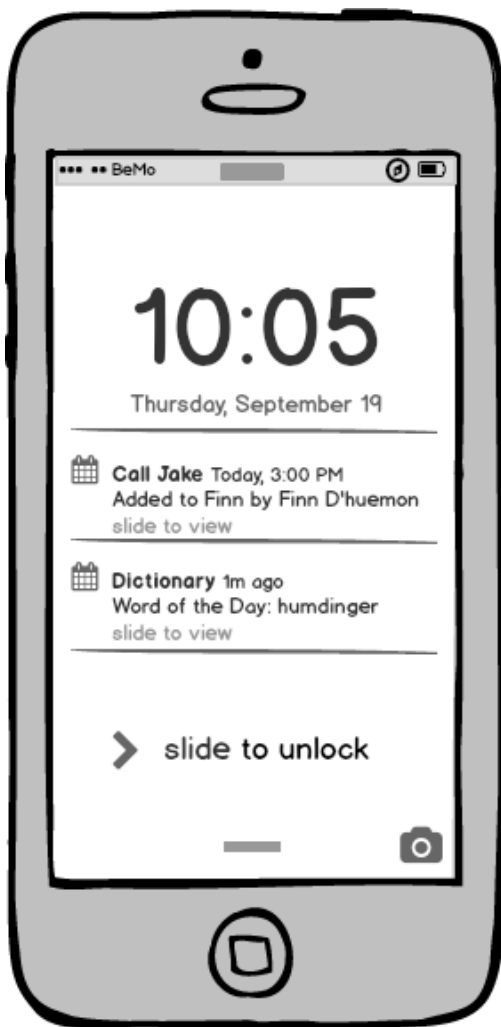 BeMo
10:05
Thursday, September 19
Call Jake Today, 3:00 PM
Added to Finn by Finn D'huemon
slide to view
Dictionary 1m ago
Word of the Day: humdinger
slide to view
slide to unlock